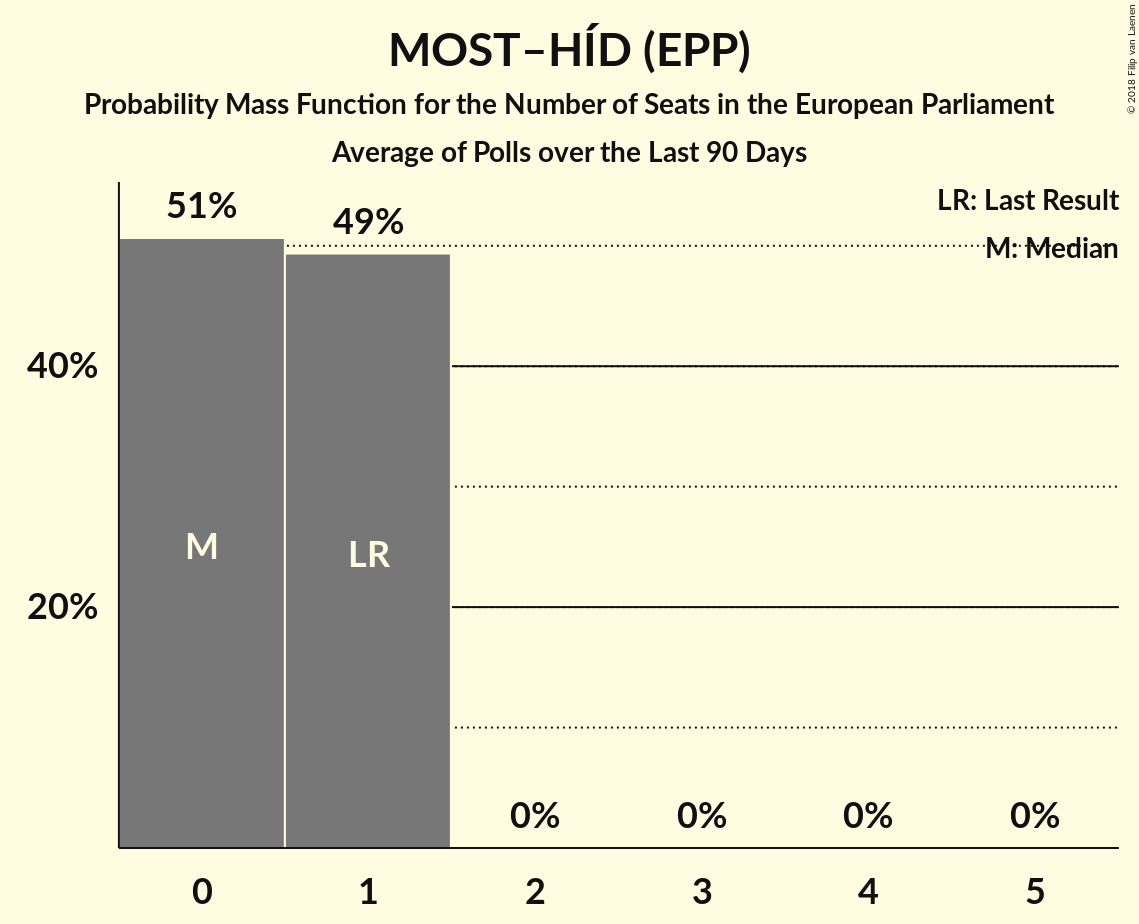 MOST–HÍD (EPP)
Probability Mass Function for the Number of Seats in the European Parliament
Average of Polls over the Last 90 Days
© 2018 Filip van Laenen
LR: Last Result
M: Median
51%
49%
40%
20%
M
LR
0%
0%
0%
0%
0
1
2
3
4
5